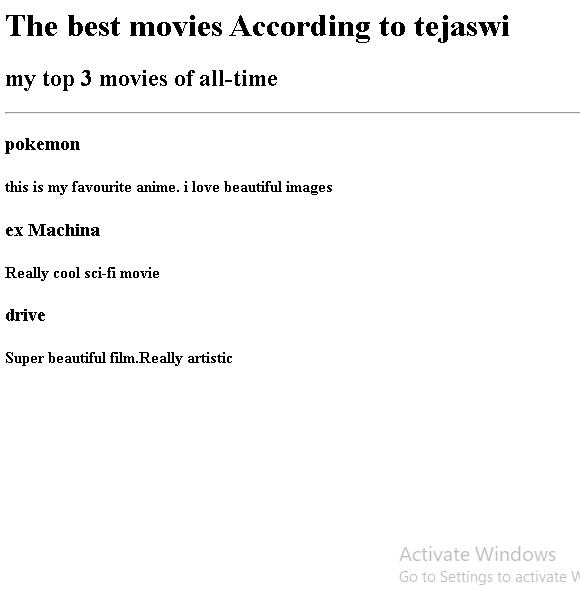 The best movies According to tejaswi
my top 3 movies of all-time
pokemon
this is my favourite anime. i love beautiful images
ex Machina
Really cool sci-fi movie
drive
Super beautiful film.Really artistic
Activate Windows
Go to Settings to activate W